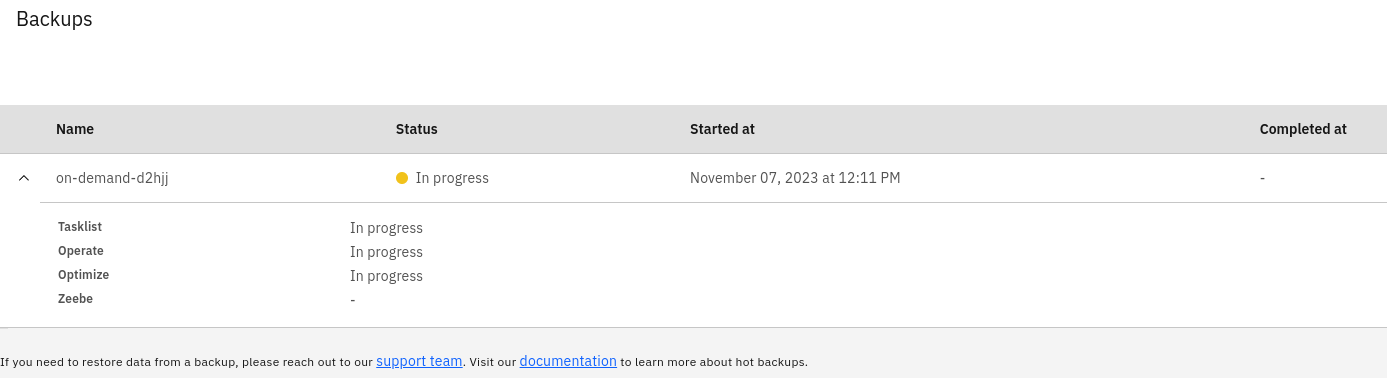 Backups
Name Status Started at Completed at
on-demand-d2hjj In progress November 07, 2023 at 12:11 PM -
Tasklist In progress
Operate In progress
Optimize In progress
Zeebe -
If you need to restore data from a backup, please reach out to our support team. Visit our documentation to learn more about hot backups.